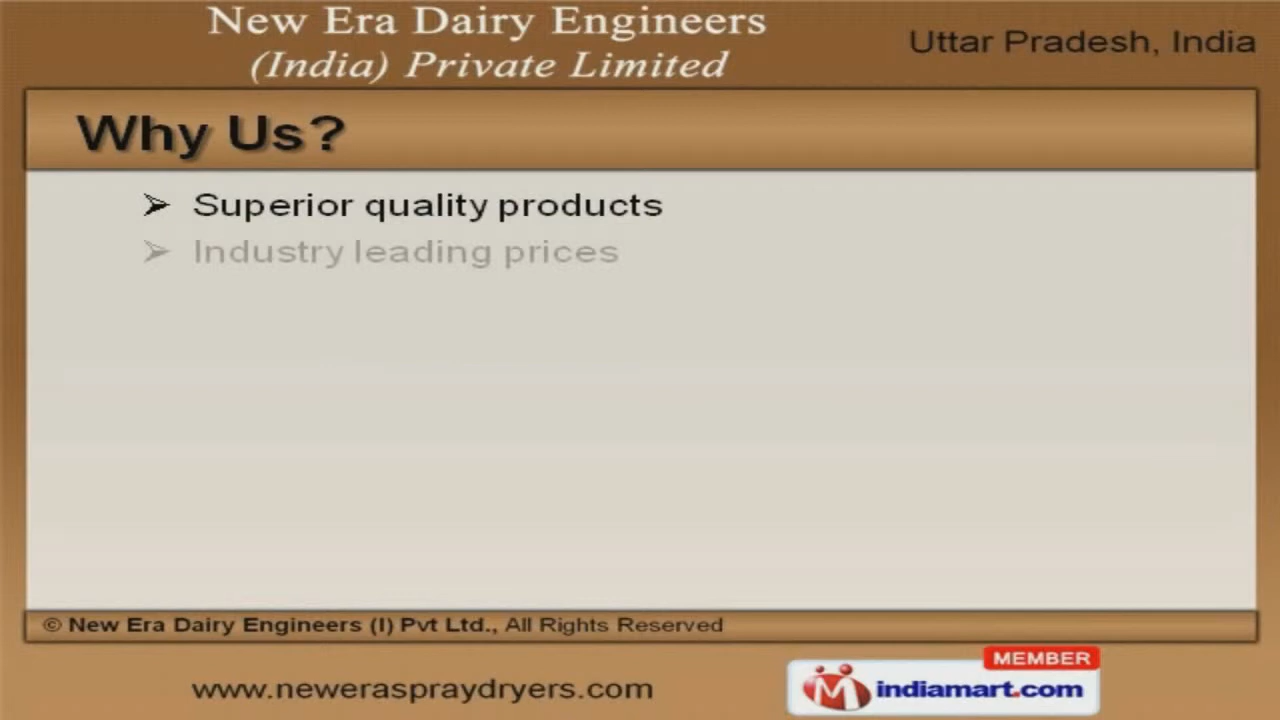 New Era Dairy Engineers
(India) Private Limited
Uttar Pradesh, India
Why Us?
➢ Superior quality products
➢ Industry leading prices
© New Era Dairy Engineers (I) Pvt Ltd., All Rights Reserved
www.neweraspraydryers.com
MEMBER
indiamart.com